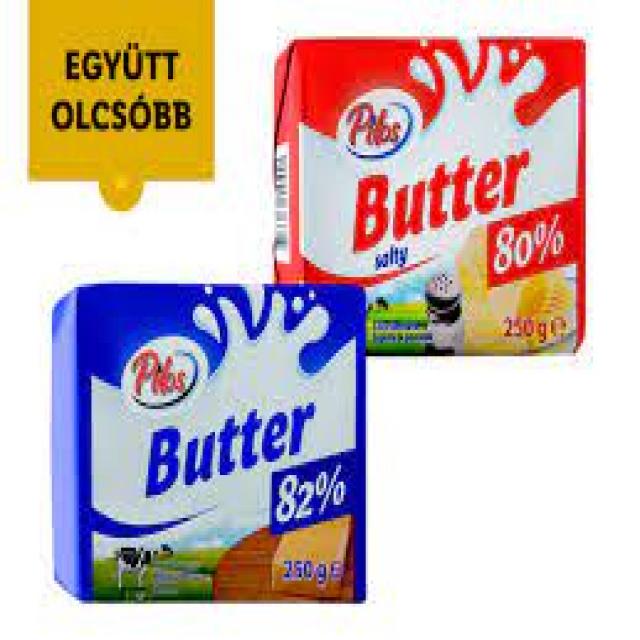 EGYÜTT
OLCSÓBB
Pilos
Butter
salty
80%
250 g e
Pilos
Butter
82%
250 g e